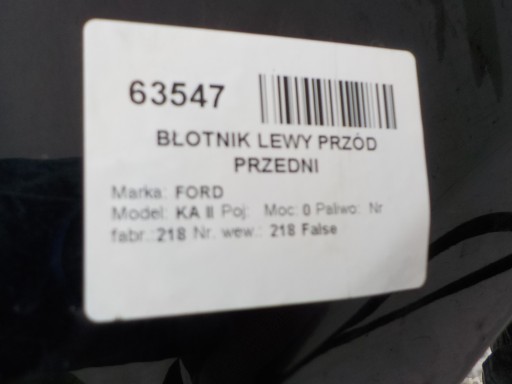 63547
BŁOTNIK LEWY PRZÓD
PRZEDNI
Marka: FORD
Model: KA II Poj: Moc: 0 Paliwo: Nr
fabr.:218 Nr. wew.: 218 False